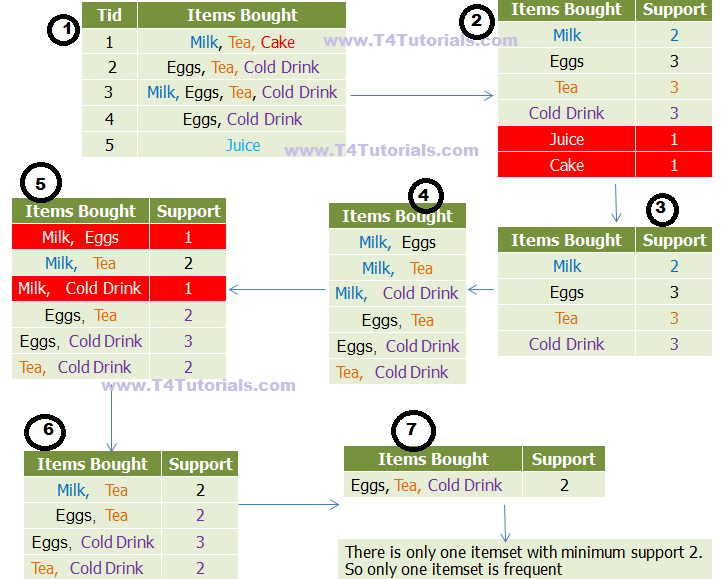 1
Tid Items Bought
1 Milk, Tea, Cake
2 Eggs, Tea, Cold Drink
3 Milk, Eggs, Tea, Cold Drink
4 Eggs, Cold Drink
5 Juice
www.T4Tutorials.com
www.T4Tutorials.com
2
Items Bought Support
Milk 2
Eggs 3
Tea 3
Cold Drink 3
Juice 1
Cake 1
3
Items Bought Support
Milk 2
Eggs 3
Tea 3
Cold Drink 3
4
Items Bought
Milk, Eggs
Milk, Tea
Milk, Cold Drink
Eggs, Tea
Eggs, Cold Drink
Tea, Cold Drink
5
Items Bought Support
Milk, Eggs 1
Milk, Tea 2
Milk, Cold Drink 1
Eggs, Tea 2
Eggs, Cold Drink 3
Tea, Cold Drink 2
www.T4Tutorials.com
6
Items Bought Support
Milk, Tea 2
Eggs, Tea 2
Eggs, Cold Drink 3
Tea, Cold Drink 2
7
Items Bought Support
Eggs, Tea, Cold Drink 2
There is only one itemset with minimum support 2.
So only one itemset is frequent